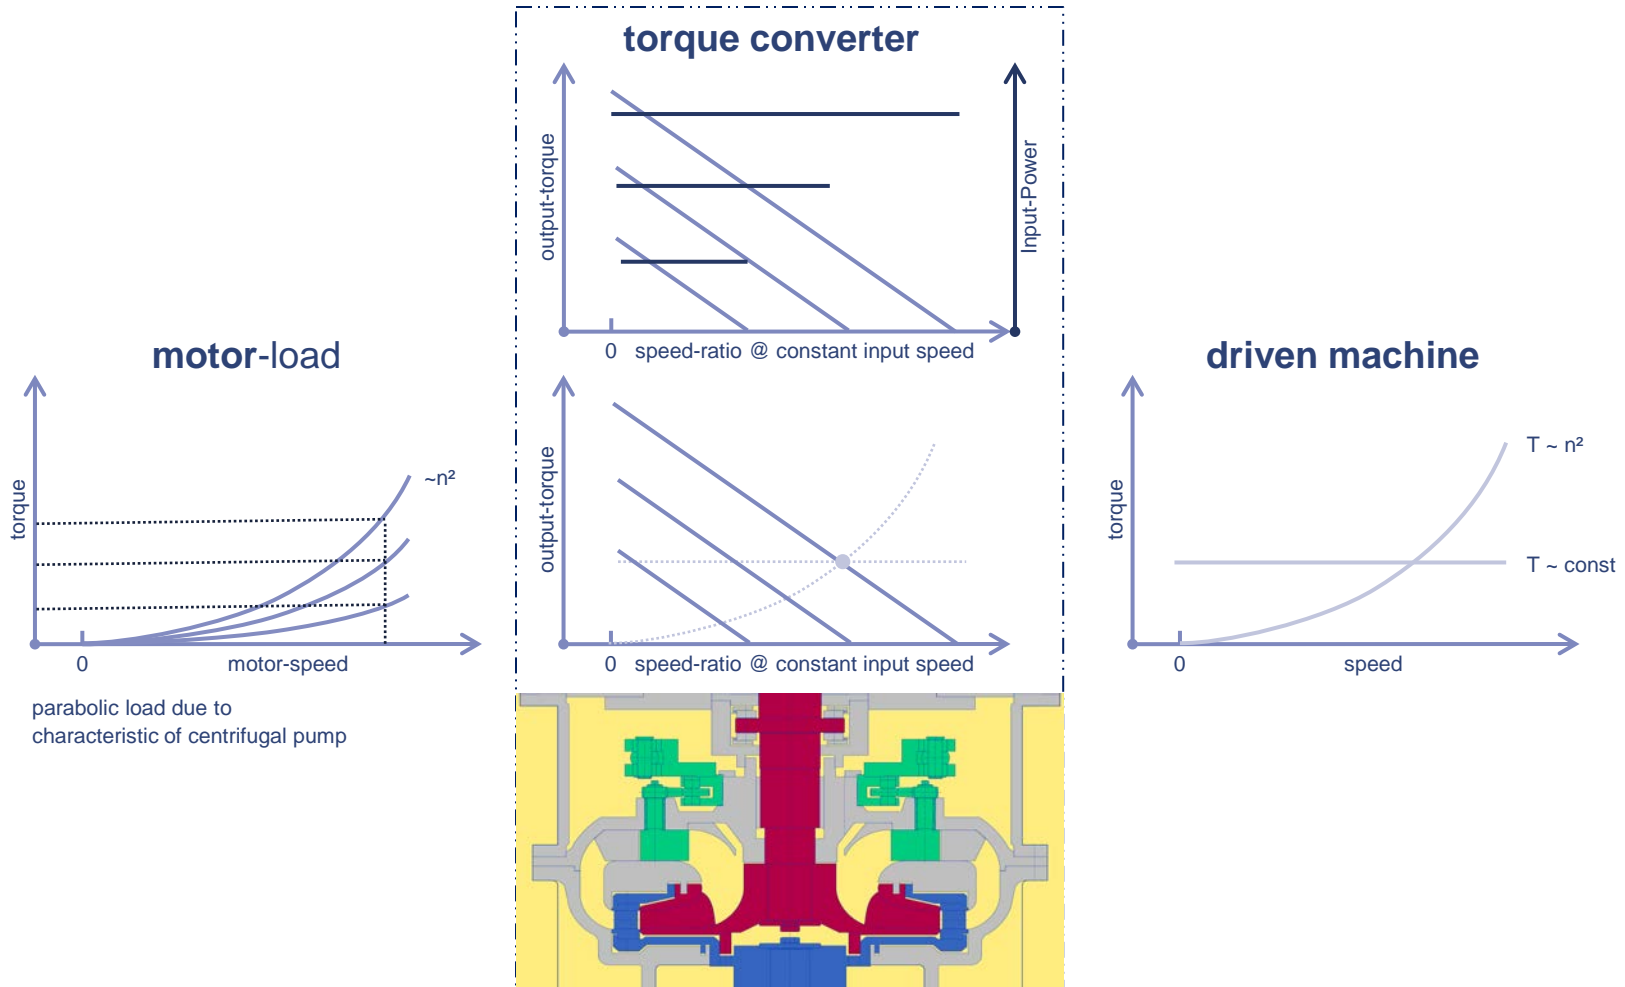 torque converter
output-torque
Input-Power
0 speed-ratio @ constant input speed
motor-load
torque
~n²
0 motor-speed
parabolic load due to
characteristic of centrifugal pump
output-torque
0 speed-ratio @ constant input speed
driven machine
torque
T ~ n²
T ~ const
0 speed